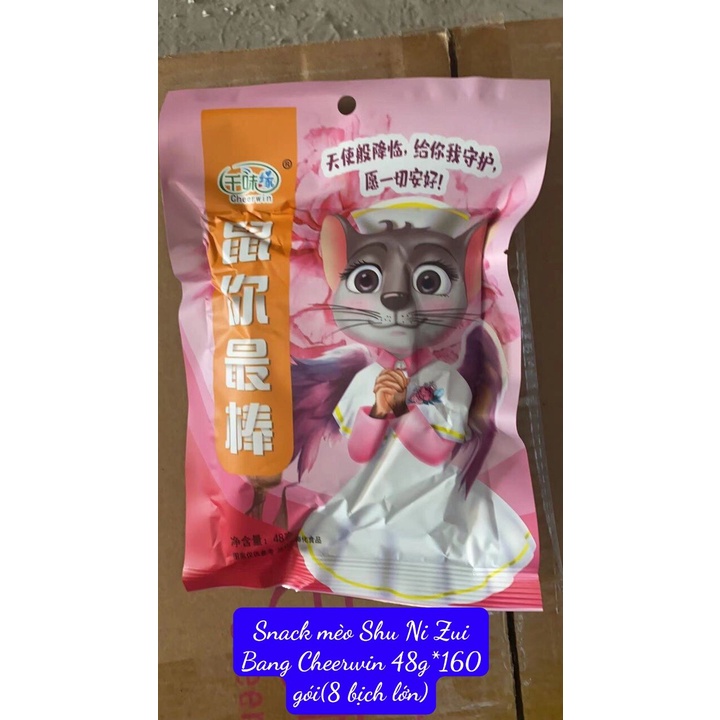 天使般降临，给你我守护，
愿一切安好！
千味缘®
Cheerwin
鼠你最棒
净含量：48
Snack mèo Shu Ni Zui
Bang Cheerwin 48g*160
gói(8 bịch lớn)